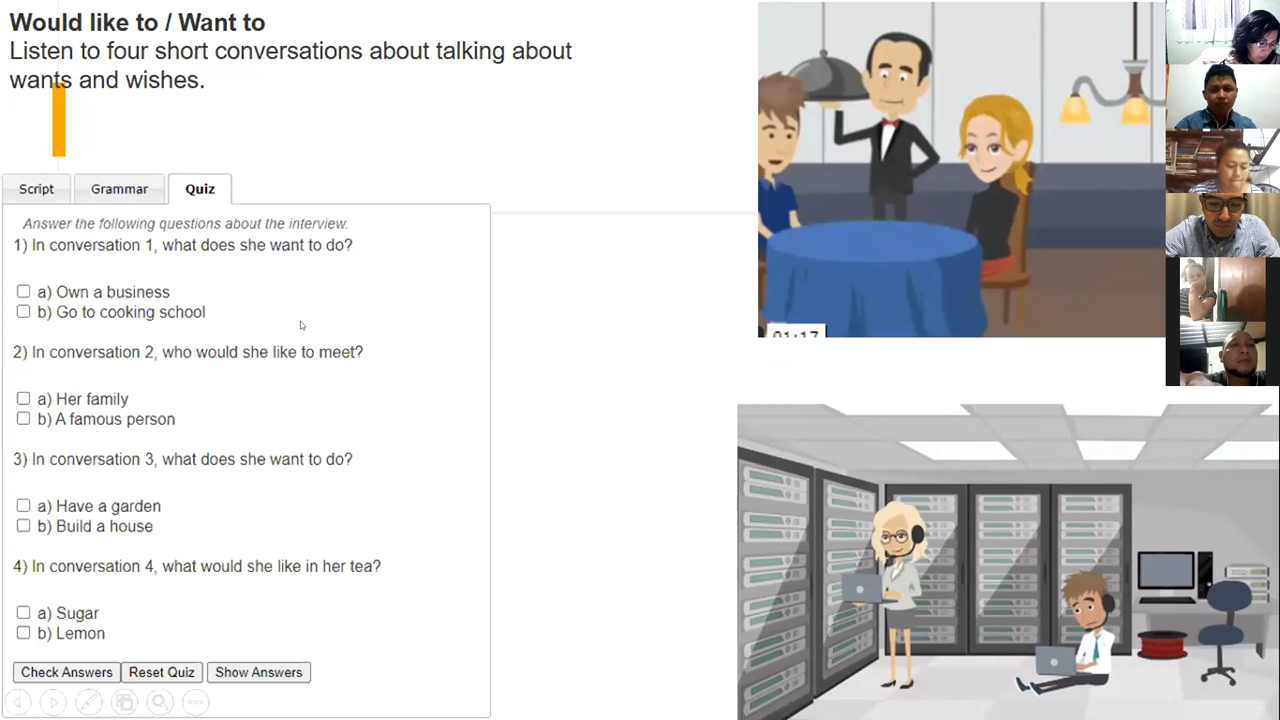 Would like to / Want to
Listen to four short conversations about talking about
wants and wishes.
Script
Grammar
Quiz
Answer the following questions about the interview.
1) In conversation 1, what does she want to do?
a) Own a business
b) Go to cooking school
2) In conversation 2, who would she like to meet?
a) Her family
b) A famous person
3) In conversation 3, what does she want to do?
a) Have a garden
b) Build a house
4) In conversation 4, what would she like in her tea?
a) Sugar
b) Lemon
Check Answers
Reset Quiz
Show Answers
01:17